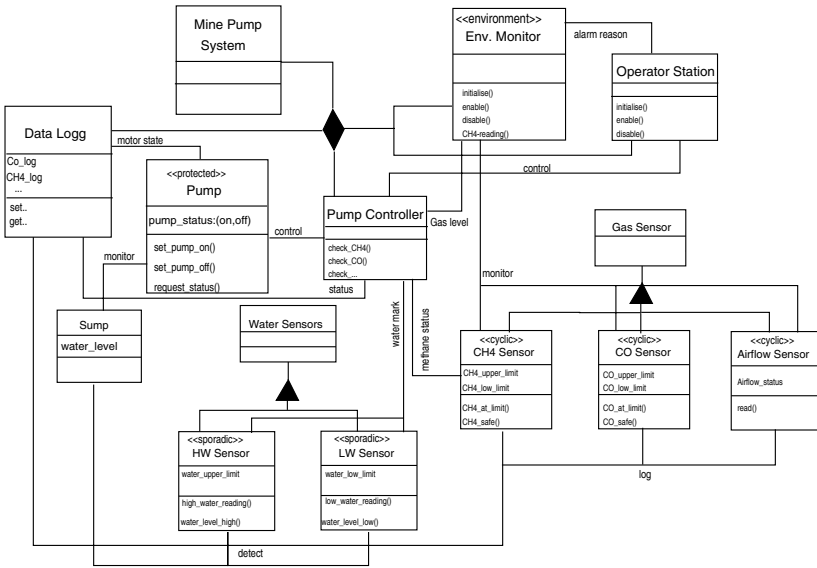 Mine Pump
System
<<environment>>
Env. Monitor
initialise()
enable()
disable()
CH4-reading()
alarm reason
Operator Station
initialise()
enable()
disable()
Data Logg
Co_log
CH4_log
...
set..
get..
motor state
<<protected>>
Pump
pump_status:(on,off)
set_pump_on()
set_pump_off()
request_status()
control
Pump Controller
check_CH4()
check_CO()
check_...
Gas level
control
Gas Sensor
monitor
status
monitor
Sump
water_level
Water Sensors
water mark
methane status
<<cyclic>>
CH4 Sensor
CH4_upper_limit
CH4_low_limit
CH4_at_limit()
CH4_safe()
<<cyclic>>
CO Sensor
CO_upper_limit
CO_low_limit
CO_at_limit()
CO_safe()
<<cyclic>>
Airflow Sensor
Airflow_status
read()
<<sporadic>>
HW Sensor
water_upper_limit
high_water_reading()
water_level_high()
<<sporadic>>
LW Sensor
water_low_limit
low_water_reading()
water_level_low()
log
detect